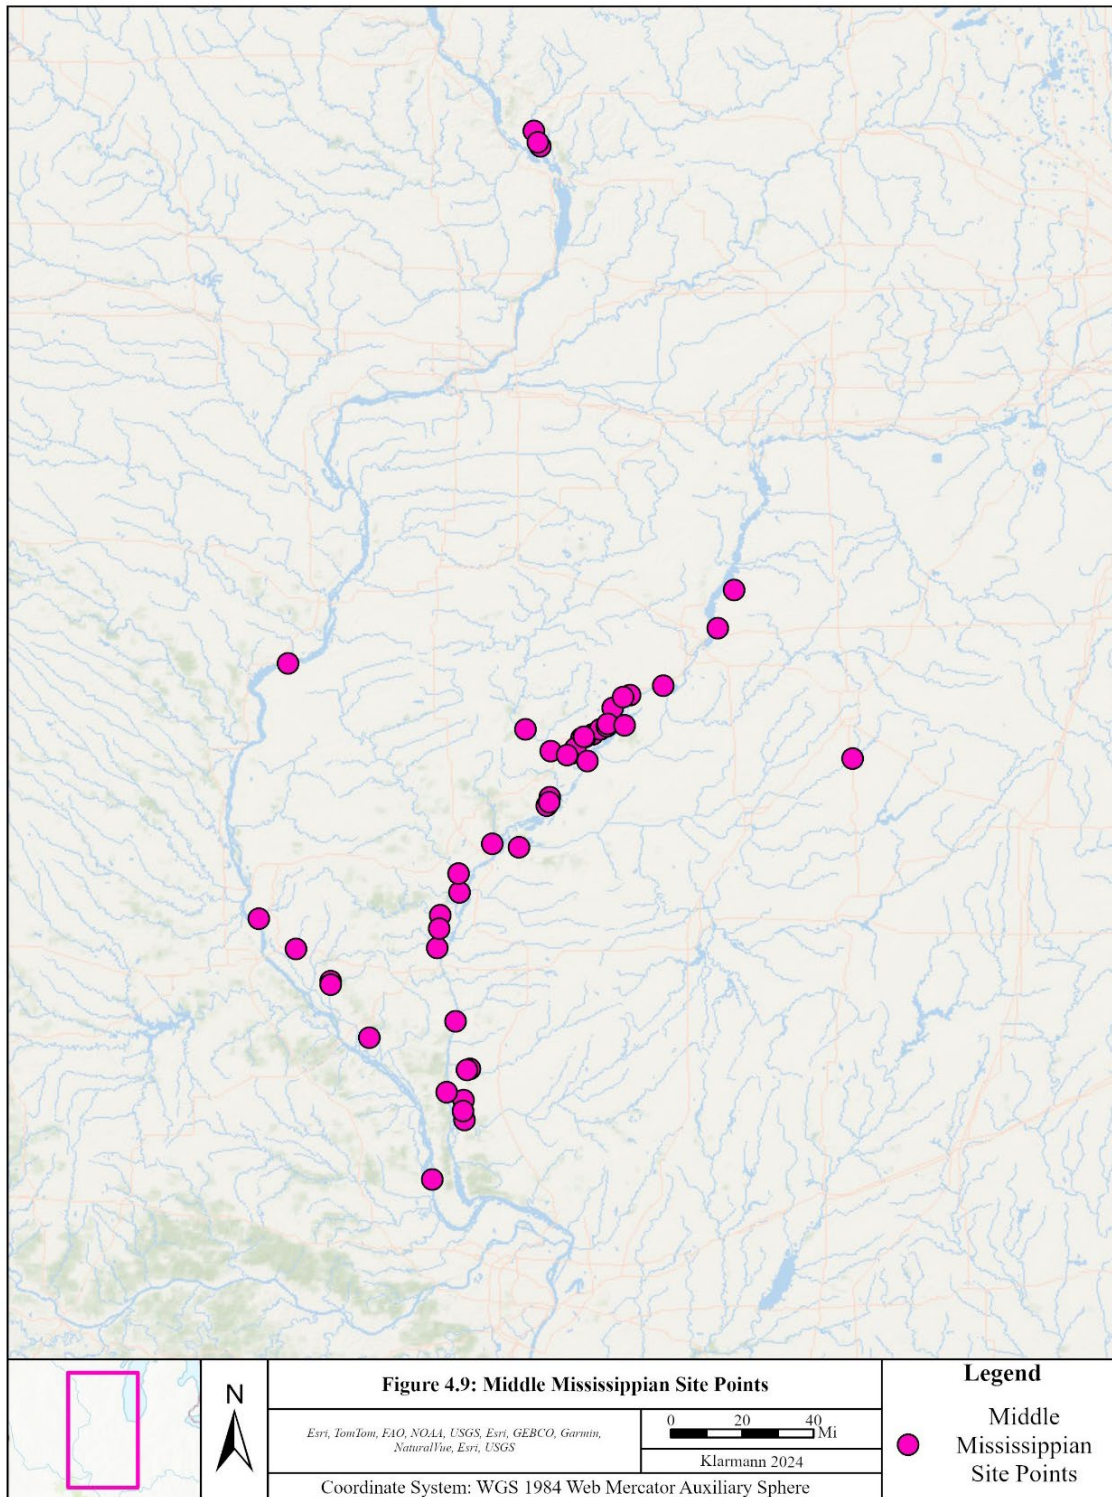 N
Figure 4.9: Middle Mississippian Site Points
Esri, TomTom, FAO, NOAA, USGS, Esri, GEBCO, Garmin,
NaturalVue, Esri, USGS
0 20 40
Mi
Klarmann 2024
Coordinate System: WGS 1984 Web Mercator Auxiliary Sphere
Legend
Middle
Mississippian
Site Points